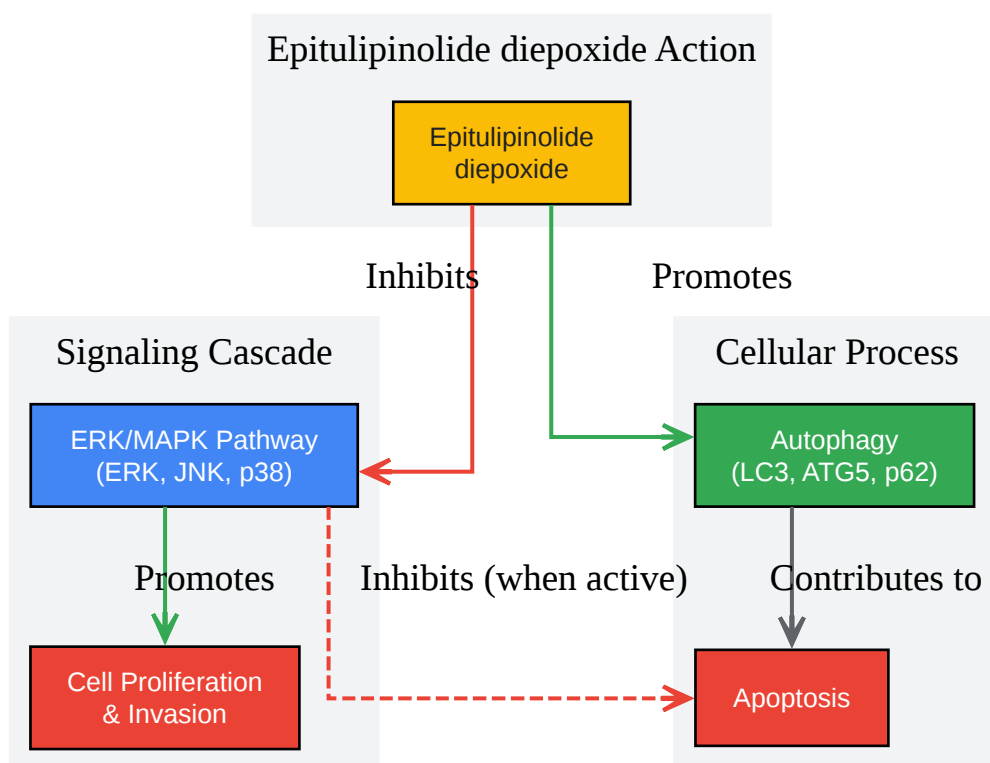 Epitulipinolide diepoxide Action
Epitulipinolide
diepoxide
Inhibits
Promotes
Signaling Cascade
Cellular Process
ERK/MAPK Pathway
(ERK, JNK, p38)
Autophagy
(LC3, ATG5, p62)
Promotes
Inhibits (when active)
Contributes to
Cell Proliferation
& Invasion
Apoptosis